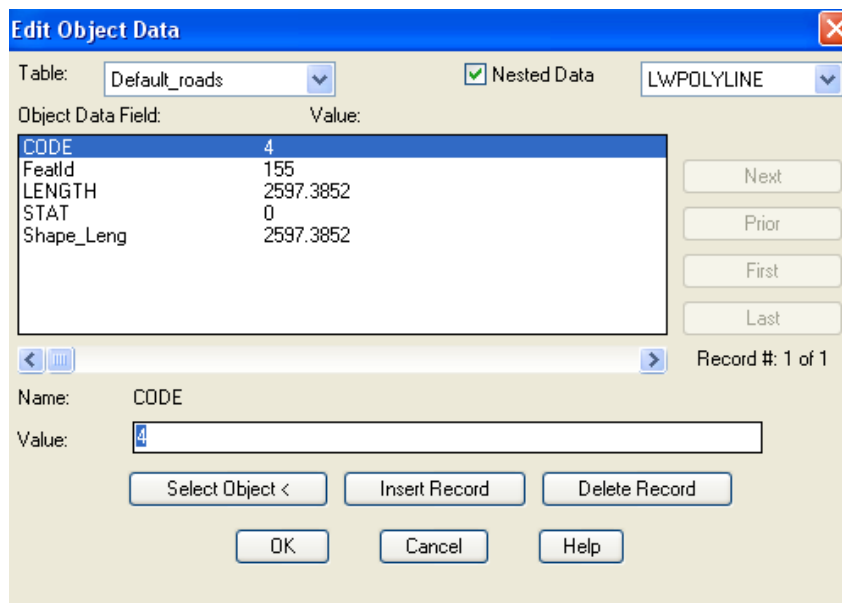 Edit Object Data
Table: Default_roads Nested Data LWPOLYLINE
Object Data Field: Value:
CODE 4
FeatId 155
LENGTH 2597.3852
STAT 0
Shape_Leng 2597.3852
Next
Prior
First
Last
Record #: 1 of 1
Name: CODE
Value: 4
Select Object < Insert Record Delete Record
OK Cancel Help